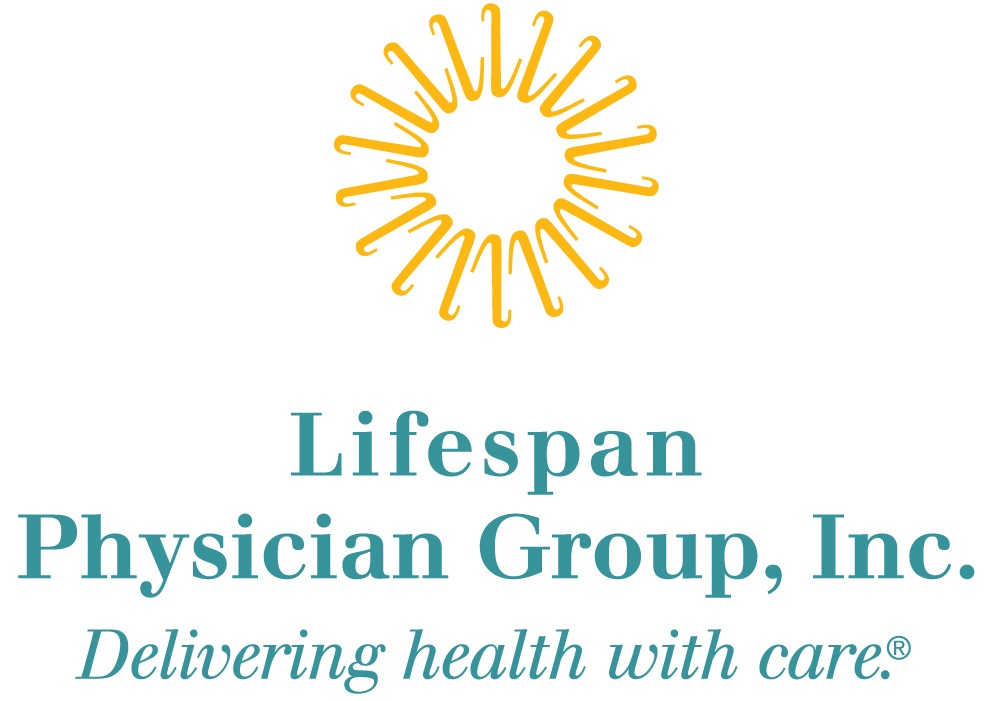 Lifespan
Physician Group, Inc.
Delivering health with care.®